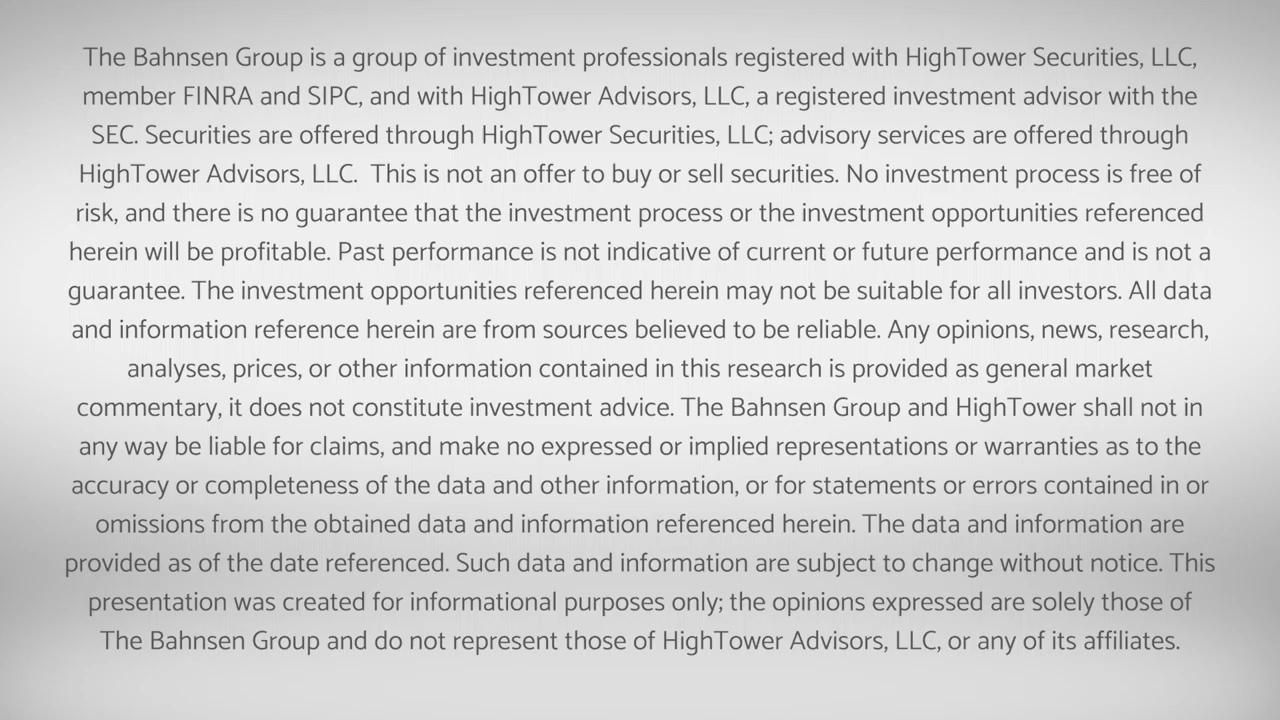 The Bahnsen Group is a group of investment professionals registered with HighTower Securities, LLC,
member FINRA and SIPC, and with HighTower Advisors, LLC, a registered investment advisor with the
SEC. Securities are offered through HighTower Securities, LLC; advisory services are offered through
HighTower Advisors, LLC.  This is not an offer to buy or sell securities. No investment process is free of
risk, and there is no guarantee that the investment process or the investment opportunities referenced
herein will be profitable. Past performance is not indicative of current or future performance and is not a
guarantee. The investment opportunities referenced herein may not be suitable for all investors. All data
and information reference herein are from sources believed to be reliable. Any opinions, news, research,
analyses, prices, or other information contained in this research is provided as general market
commentary, it does not constitute investment advice. The Bahnsen Group and HighTower shall not in
any way be liable for claims, and make no expressed or implied representations or warranties as to the
accuracy or completeness of the data and other information, or for statements or errors contained in or
omissions from the obtained data and information referenced herein. The data and information are
provided as of the date referenced. Such data and information are subject to change without notice. This
presentation was created for informational purposes only; the opinions expressed are solely those of
The Bahnsen Group and do not represent those of HighTower Advisors, LLC, or any of its affiliates.